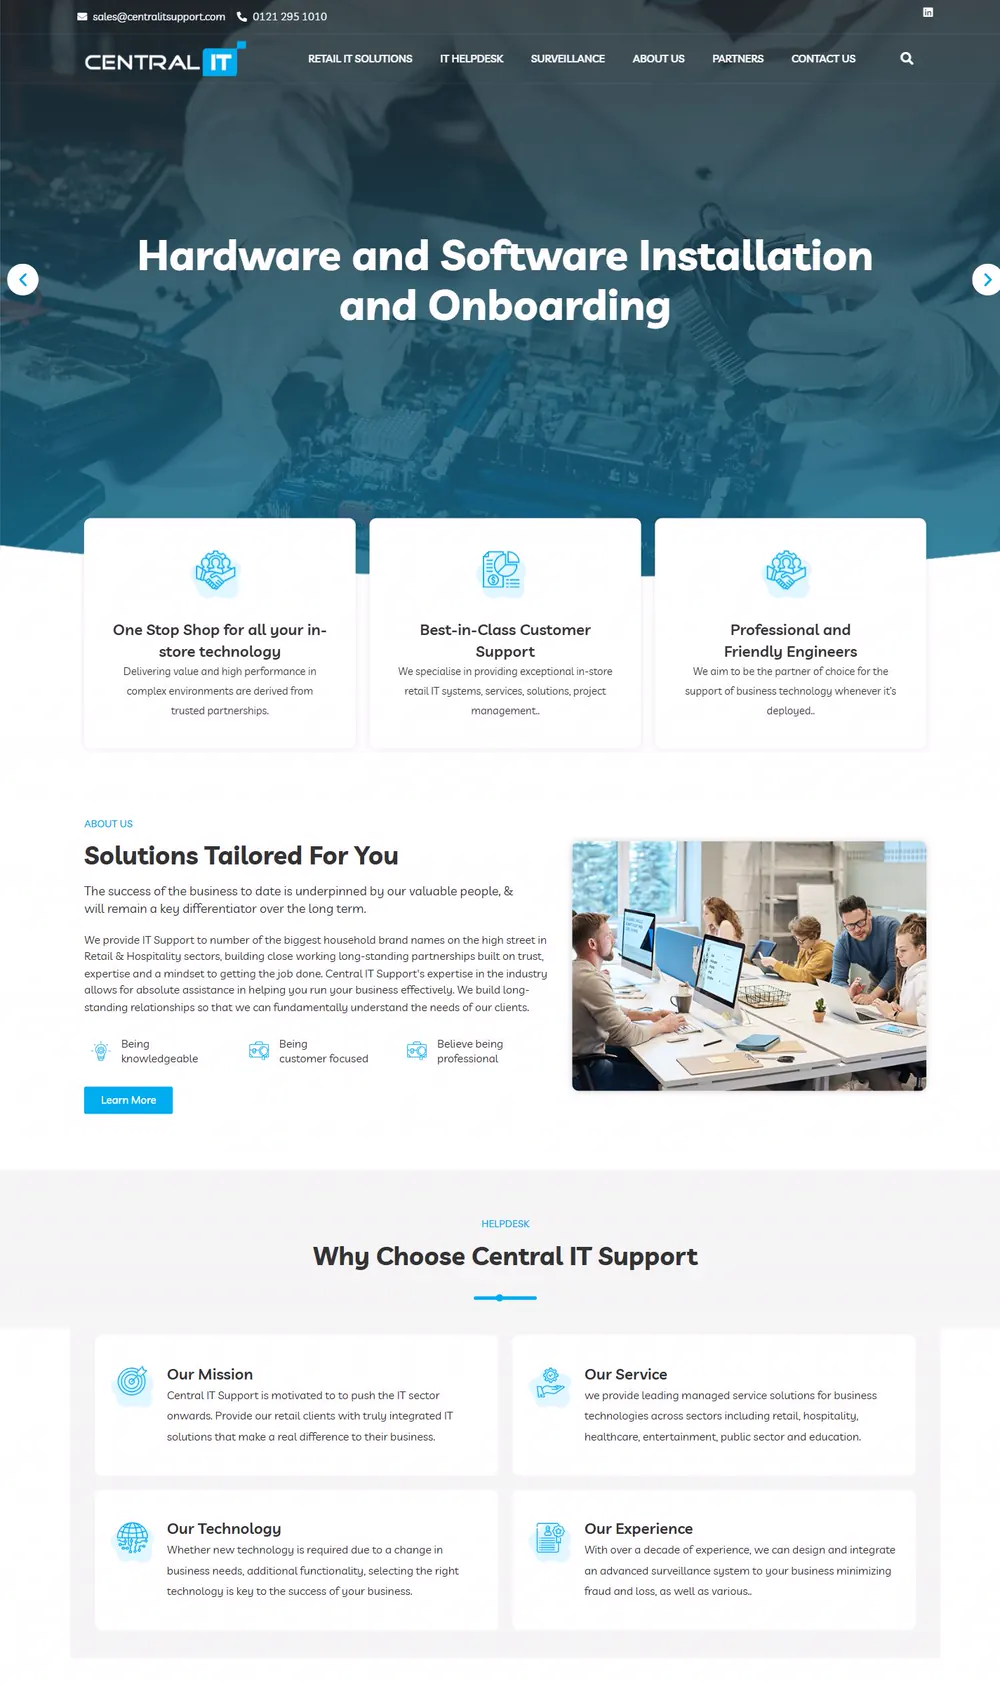 sales@centralitsupport.com 0121 295 1010
CENTRAL IT
RETAIL IT SOLUTIONS IT HELPDESK SURVEILLANCE ABOUT US PARTNERS CONTACT US
Hardware and Software Installation
and Onboarding
One Stop Shop for all your in-
store technology
Delivering value and high performance in
complex environments are derived from
trusted partnerships.
Best-in-Class Customer
Support
We specialise in providing exceptional in-store
retail IT systems, services, solutions, project
management..
Professional and
Friendly Engineers
We aim to be the partner of choice for the
support of business technology whenever it's
deployed..
ABOUT US
Solutions Tailored For You
The success of the business to date is underpinned by our valuable people, &
will remain a key differentiator over the long term.
We provide IT Support to number of the biggest household brand names on the high street in
Retail & Hospitality sectors, building close working long-standing partnerships built on trust,
expertise and a mindset to getting the job done. Central IT Support's expertise in the industry
allows for absolute assistance in helping you run your business effectively. We build long-
standing relationships so that we can fundamentally understand the needs of our clients.
Being
knowledgeable
Being
customer focused
Believe being
professional
Learn More
HELPDESK
Why Choose Central IT Support
Our Mission
Central IT Support is motivated to to push the IT sector
onwards. Provide our retail clients with truly integrated IT
solutions that make a real difference to their business.
Our Service
we provide leading managed service solutions for business
technologies across sectors including retail, hospitality,
healthcare, entertainment, public sector and education.
Our Technology
Whether new technology is required due to a change in
business needs, additional functionality, selecting the right
technology is key to the success of your business.
Our Experience
With over a decade of experience, we can design and integrate
an advanced surveillance system to your business minimizing
fraud and loss, as well as various..